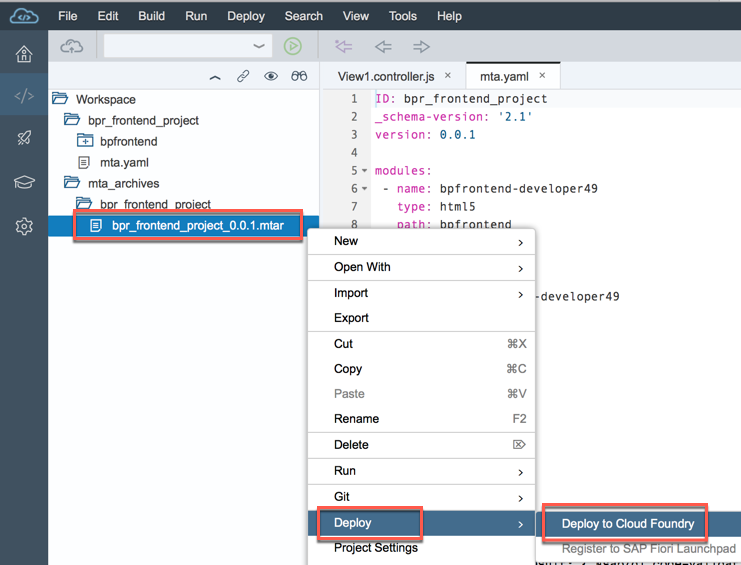 File Edit Build Run Deploy Search View Tools Help
View1.controller.js × mta.yaml ×
Workspace
bpr_frontend_project
bpfrontend
mta.yaml
mta_archives
bpr_frontend_project
bpr_frontend_project_0.0.1.mtar
1 ID: bpr_frontend_project
2 _schema-version: '2.1'
3 version: 0.0.1
4
5 modules:
6 - name: bpfrontend-developer49
7 type: html5
8 path: bpfrontend
-developer49
New
Open With
Import
Export
Cut ⌘X
Copy ⌘C
Paste ⌘V
Rename F2
Delete ⌦
Run
Git
Deploy
Project Settings
Deploy to Cloud Foundry
Register to SAP Fiori Launchpad